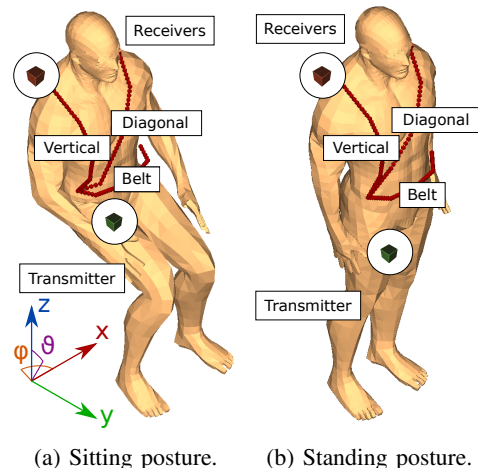 Receivers
Vertical
Diagonal
Belt
Transmitter
z
x
φ
ϑ
y
(a) Sitting posture.
Receivers
Diagonal
Vertical
Belt
Transmitter
(b) Standing posture.